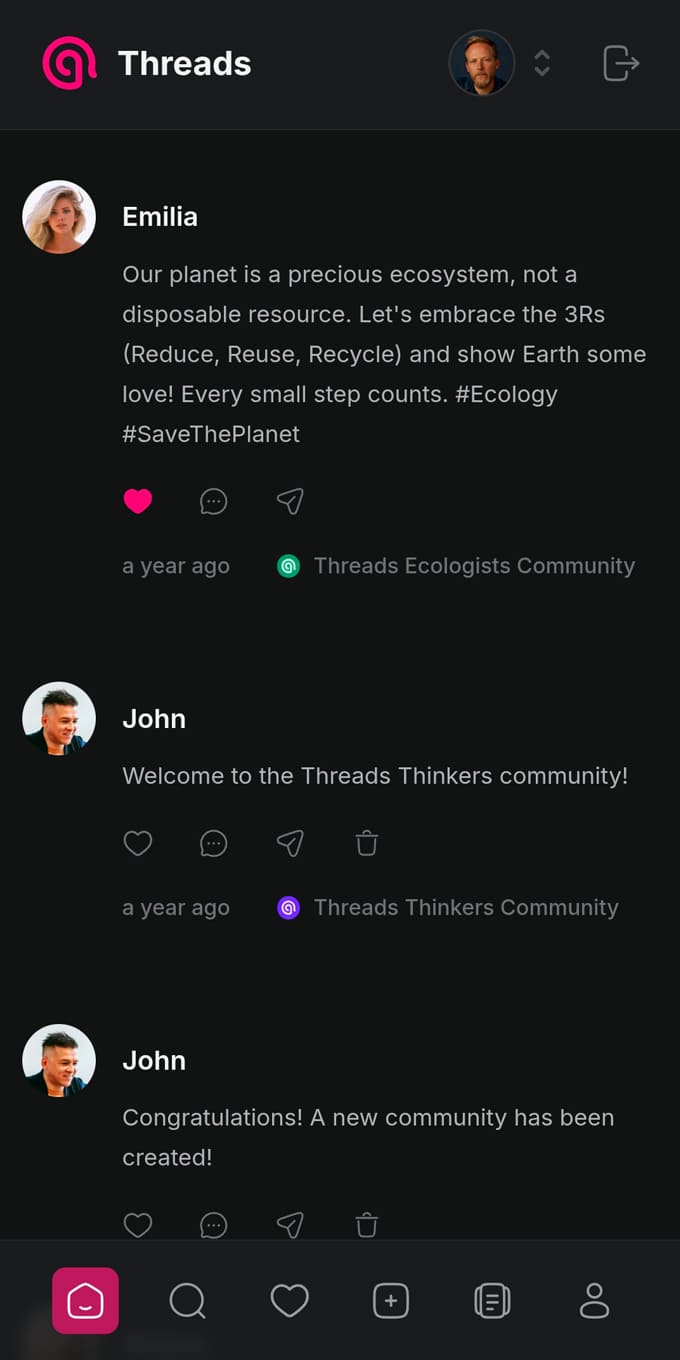 Threads
Emilia
Our planet is a precious ecosystem, not a
disposable resource. Let's embrace the 3Rs
(Reduce, Reuse, Recycle) and show Earth some
love! Every small step counts. #Ecology
#SaveThePlanet
a year ago Threads Ecologists Community
John
Welcome to the Threads Thinkers community!
a year ago Threads Thinkers Community
John
Congratulations! A new community has been
created!